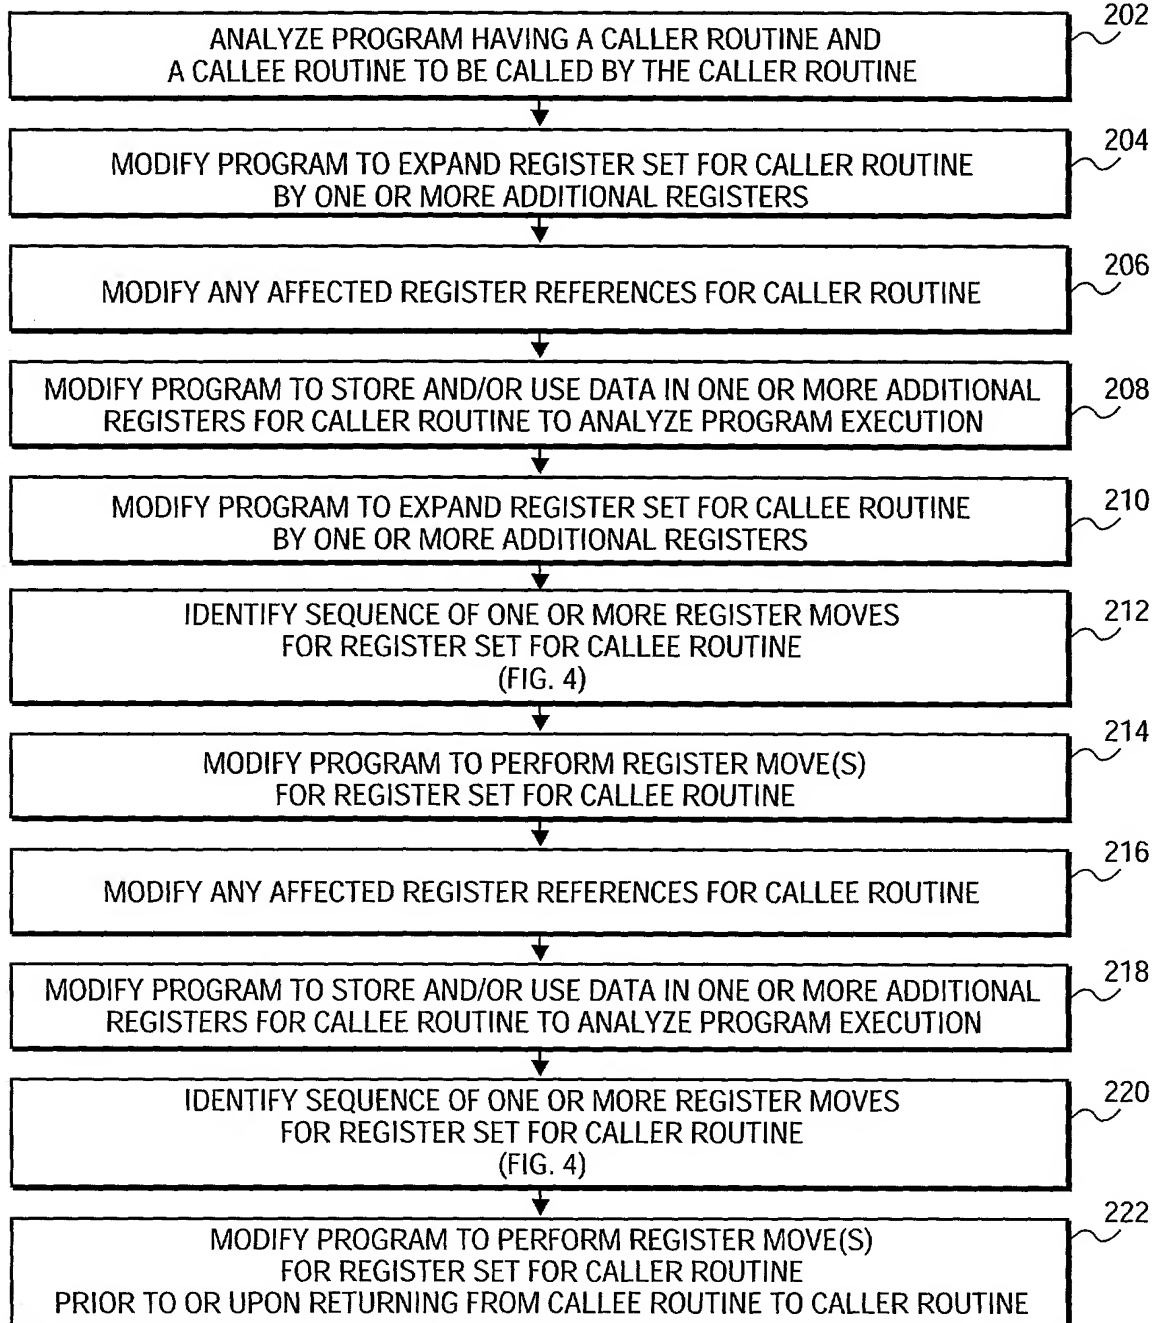 202
ANALYZE PROGRAM HAVING A CALLER ROUTINE AND
A CALLEE ROUTINE TO BE CALLED BY THE CALLER ROUTINE
204
MODIFY PROGRAM TO EXPAND REGISTER SET FOR CALLER ROUTINE
BY ONE OR MORE ADDITIONAL REGISTERS
206
MODIFY ANY AFFECTED REGISTER REFERENCES FOR CALLER ROUTINE
208
MODIFY PROGRAM TO STORE AND/OR USE DATA IN ONE OR MORE ADDITIONAL
REGISTERS FOR CALLER ROUTINE TO ANALYZE PROGRAM EXECUTION
210
MODIFY PROGRAM TO EXPAND REGISTER SET FOR CALLEE ROUTINE
BY ONE OR MORE ADDITIONAL REGISTERS
212
IDENTIFY SEQUENCE OF ONE OR MORE REGISTER MOVES
FOR REGISTER SET FOR CALLEE ROUTINE
(FIG. 4)
214
MODIFY PROGRAM TO PERFORM REGISTER MOVE(S)
FOR REGISTER SET FOR CALLEE ROUTINE
216
MODIFY ANY AFFECTED REGISTER REFERENCES FOR CALLEE ROUTINE
218
MODIFY PROGRAM TO STORE AND/OR USE DATA IN ONE OR MORE ADDITIONAL
REGISTERS FOR CALLEE ROUTINE TO ANALYZE PROGRAM EXECUTION
220
IDENTIFY SEQUENCE OF ONE OR MORE REGISTER MOVES
FOR REGISTER SET FOR CALLER ROUTINE
(FIG. 4)
222
MODIFY PROGRAM TO PERFORM REGISTER MOVE(S)
FOR REGISTER SET FOR CALLER ROUTINE
PRIOR TO OR UPON RETURNING FROM CALLEE ROUTINE TO CALLER ROUTINE